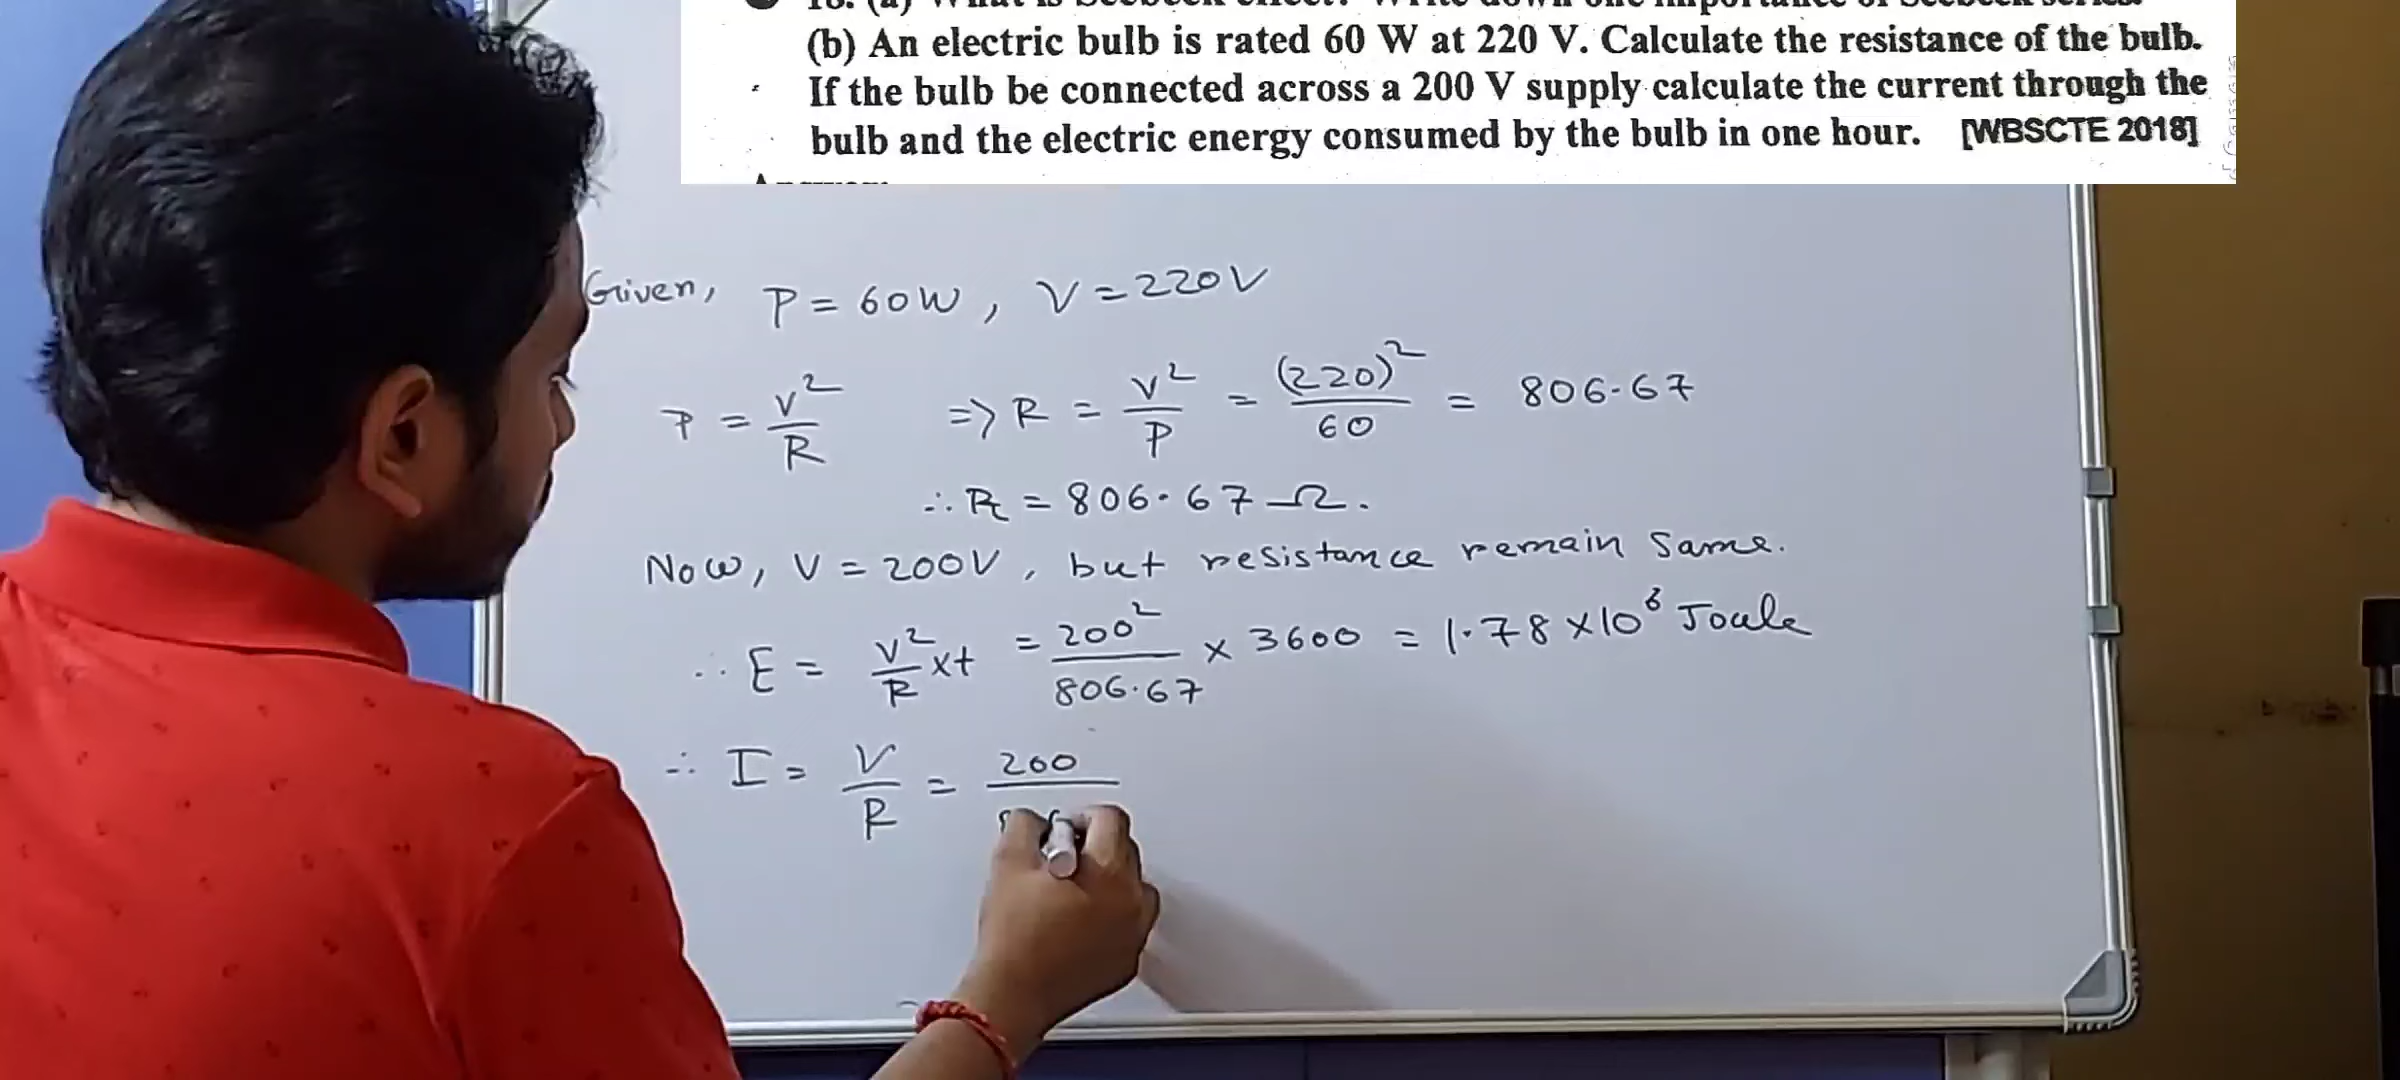 (b) An electric bulb is rated 60 W at 220 V. Calculate the resistance of the bulb.
If the bulb be connected across a 200 V supply calculate the current through the
bulb and the electric energy consumed by the bulb in one hour. [WBSCTE 2018]
Given, P = 60W, V = 220V
P = V²/R => R = V²/P = (220)²/60 = 806.67
∴ R = 806.67 Ω.
Now, V = 200V, but resistance remain same.
∴ E = V²/R × t = 200²/806.67 × 3600 = 1.78 × 10⁶ Joule
∴ I = V/R = 200